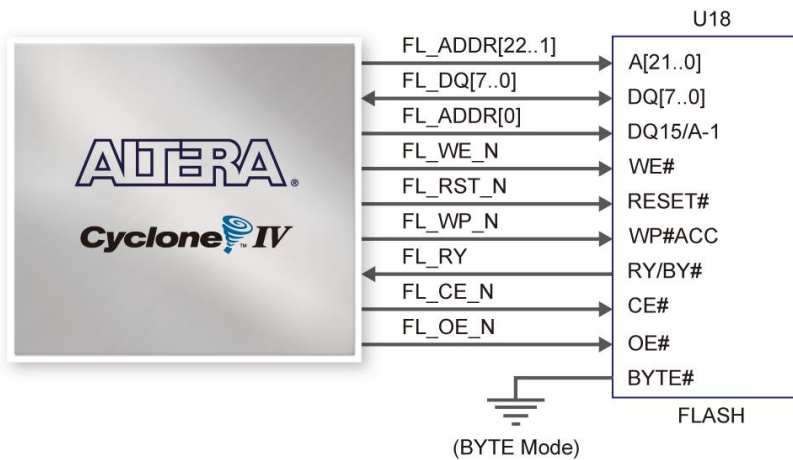 U18
FL_ADDR[22..1] A[21..0]
FL_DQ[7..0] DQ[7..0]
FL_ADDR[0] DQ15/A-1
FL_WE_N WE#
FL_RST_N RESET#
FL_WP_N WP#ACC
FL_RY RY/BY#
FL_CE_N CE#
FL_OE_N OE#
BYTE#
ALTERA®
Cyclone™ IV
FLASH
(BYTE Mode)